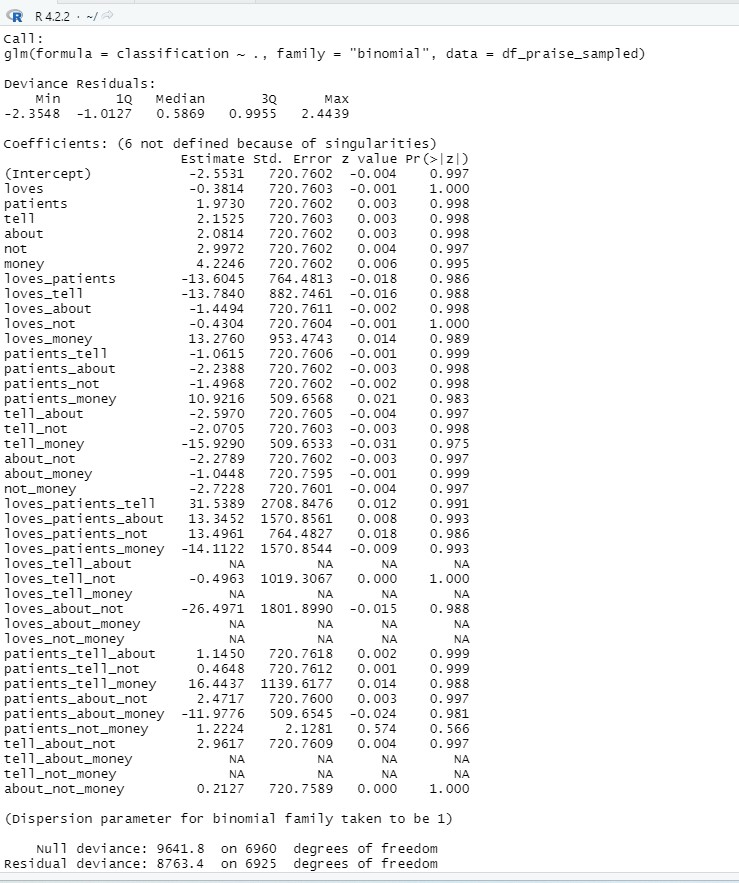 R 4.2.2 · ~/
Call:
glm(formula = classification ~ ., family = "binomial", data = df_praise_sampled)
Deviance Residuals:
    Min       1Q   Median       3Q      Max
-2.3548  -1.0127   0.5869   0.9955   2.4439
Coefficients: (6 not defined because of singularities)
                      Estimate Std. Error z value Pr(>|z|)
(Intercept)            -2.5531   720.7602  -0.004    0.997
loves                  -0.3814   720.7603  -0.001    1.000
patients                1.9730   720.7602   0.003    0.998
tell                    2.1525   720.7603   0.003    0.998
about                   2.0814   720.7602   0.003    0.998
not                     2.9972   720.7602   0.004    0.997
money                   4.2246   720.7602   0.006    0.995
loves_patients        -13.6045   764.4813  -0.018    0.986
loves_tell            -13.7840   882.7461  -0.016    0.988
loves_about            -1.4494   720.7611  -0.002    0.998
loves_not              -0.4304   720.7604  -0.001    1.000
loves_money            13.2760   953.4743   0.014    0.989
patients_tell          -1.0615   720.7606  -0.001    0.999
patients_about         -2.2388   720.7602  -0.003    0.998
patients_not           -1.4968   720.7602  -0.002    0.998
patients_money         10.9216   509.6568   0.021    0.983
tell_about             -2.5970   720.7605  -0.004    0.997
tell_not               -2.0705   720.7603  -0.003    0.998
tell_money            -15.9290   509.6533  -0.031    0.975
about_not              -2.2789   720.7602  -0.003    0.997
about_money            -1.0448   720.7595  -0.001    0.999
not_money              -2.7228   720.7601  -0.004    0.997
loves_patients_tell    31.5389  2708.8476   0.012    0.991
loves_patients_about   13.3452  1570.8561   0.008    0.993
loves_patients_not     13.4961   764.4827   0.018    0.986
loves_patients_money  -14.1122  1570.8544  -0.009    0.993
loves_tell_about            NA         NA      NA       NA
loves_tell_not         -0.4963  1019.3067   0.000    1.000
loves_tell_money            NA         NA      NA       NA
loves_about_not       -26.4971  1801.8990  -0.015    0.988
loves_about_money           NA         NA      NA       NA
loves_not_money             NA         NA      NA       NA
patients_tell_about     1.1450   720.7618   0.002    0.999
patients_tell_not       0.4648   720.7612   0.001    0.999
patients_tell_money    16.4437  1139.6177   0.014    0.988
patients_about_not      2.4717   720.7600   0.003    0.997
patients_about_money  -11.9776   509.6545  -0.024    0.981
patients_not_money      1.2224     2.1281   0.574    0.566
tell_about_not          2.9617   720.7609   0.004    0.997
tell_about_money            NA         NA      NA       NA
tell_not_money              NA         NA      NA       NA
about_not_money         0.2127   720.7589   0.000    1.000
(Dispersion parameter for binomial family taken to be 1)
    Null deviance: 9641.8  on 6960  degrees of freedom
Residual deviance: 8763.4  on 6925  degrees of freedom